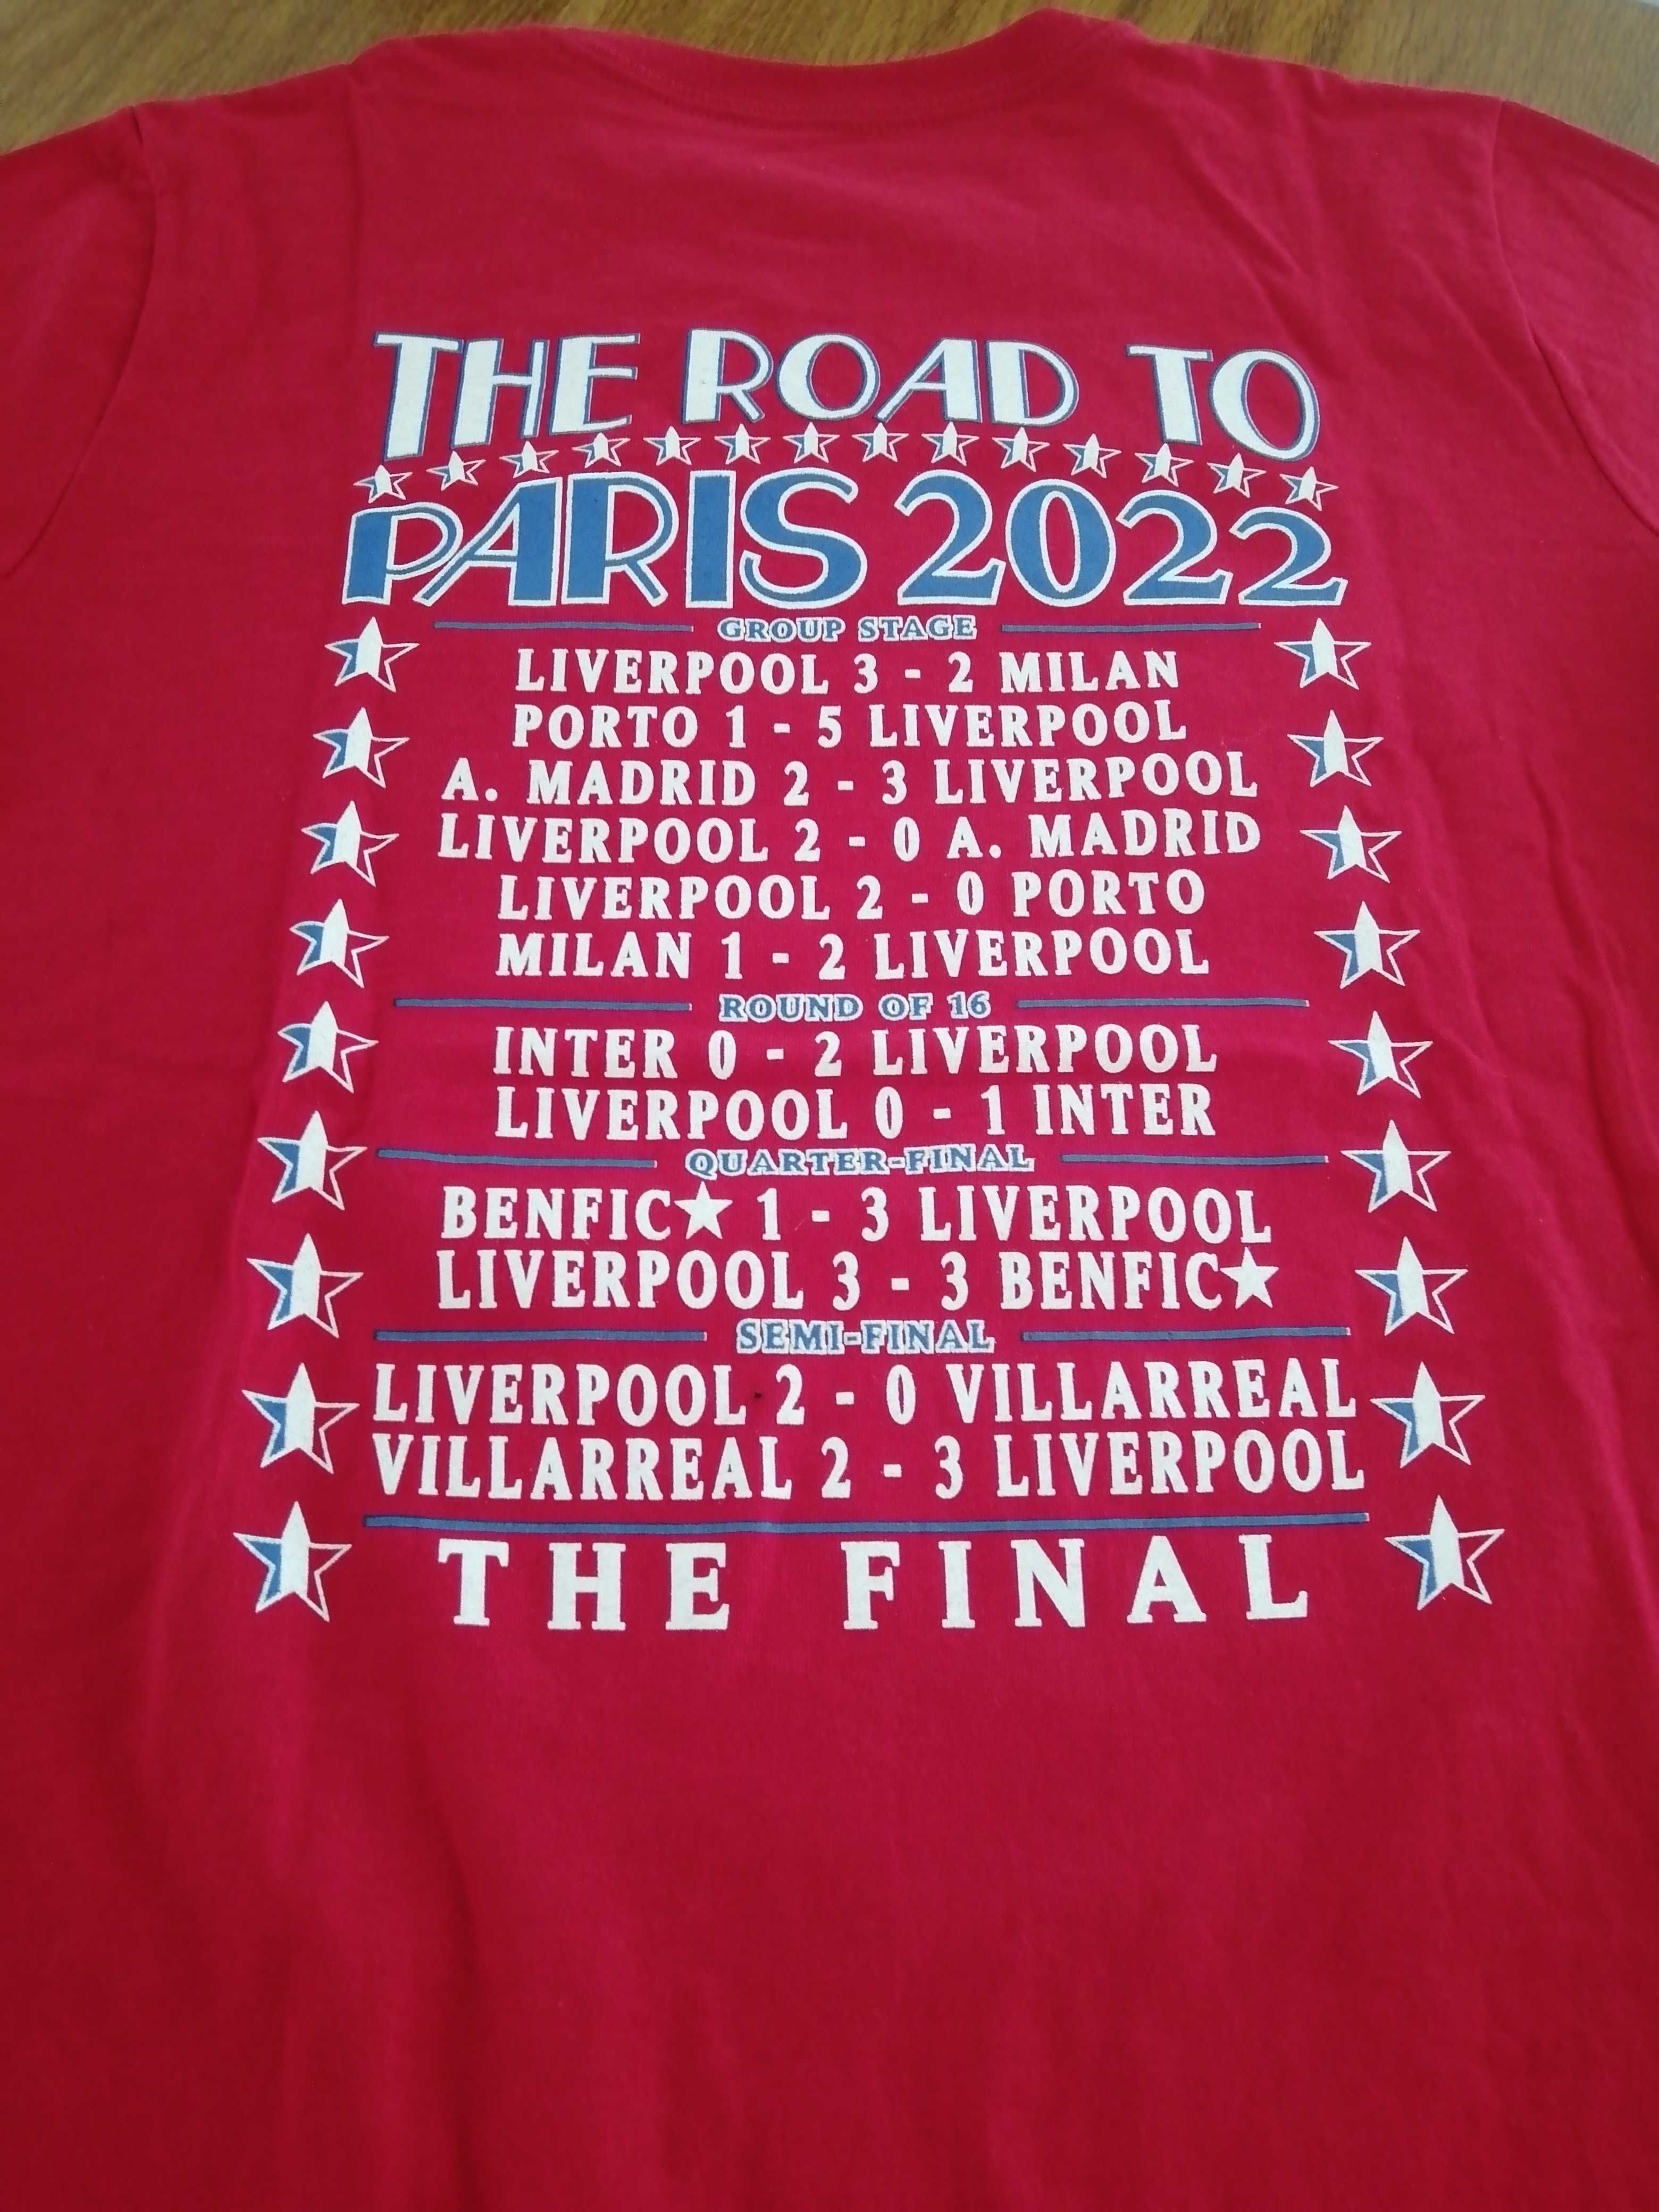 THE ROAD TO
PARIS 2022
GROUP STAGE
LIVERPOOL 3 - 2 MILAN
PORTO 1 - 5 LIVERPOOL
A. MADRID 2 - 3 LIVERPOOL
LIVERPOOL 2 - 0 A. MADRID
LIVERPOOL 2 - 0 PORTO
MILAN 1 - 2 LIVERPOOL
ROUND OF 16
INTER 0 - 2 LIVERPOOL
LIVERPOOL 0 - 1 INTER
QUARTER-FINAL
BENFIC★ 1 - 3 LIVERPOOL
LIVERPOOL 3 - 3 BENFIC★
SEMI-FINAL
LIVERPOOL 2 - 0 VILLARREAL
VILLARREAL 2 - 3 LIVERPOOL
THE FINAL